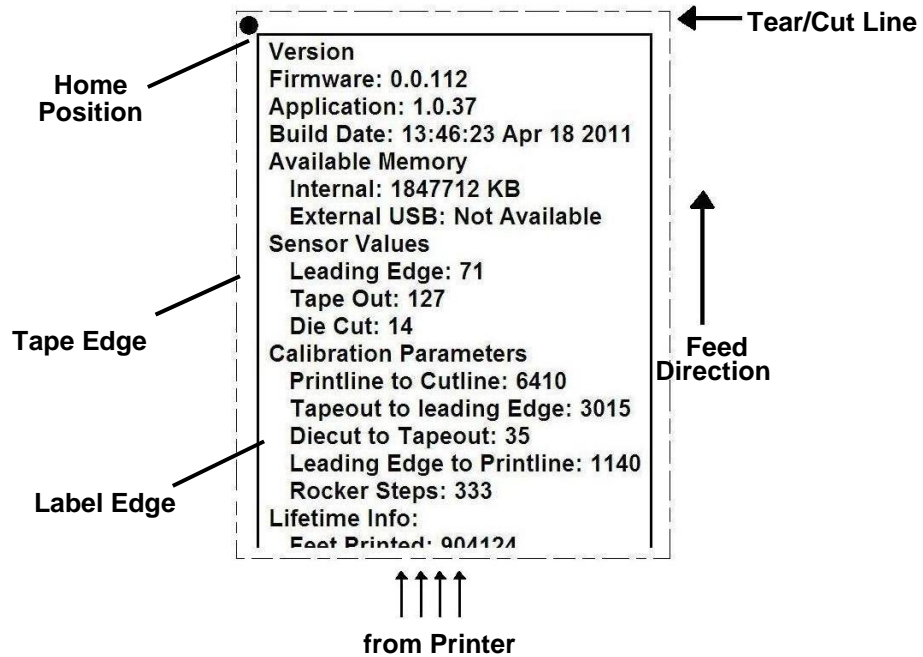 Tear/Cut Line
Home
Position
Version
Firmware: 0.0.112
Application: 1.0.37
Build Date: 13:46:23 Apr 18 2011
Available Memory
Internal: 1847712 KB
External USB: Not Available
Sensor Values
Leading Edge: 71
Tape Out: 127
Die Cut: 14
Calibration Parameters
Printline to Cutline: 6410
Tapeout to leading Edge: 3015
Diecut to Tapeout: 35
Leading Edge to Printline: 1140
Rocker Steps: 333
Lifetime Info:
Feet Printed: 904124
Tape Edge
Label Edge
Feed
Direction
from Printer